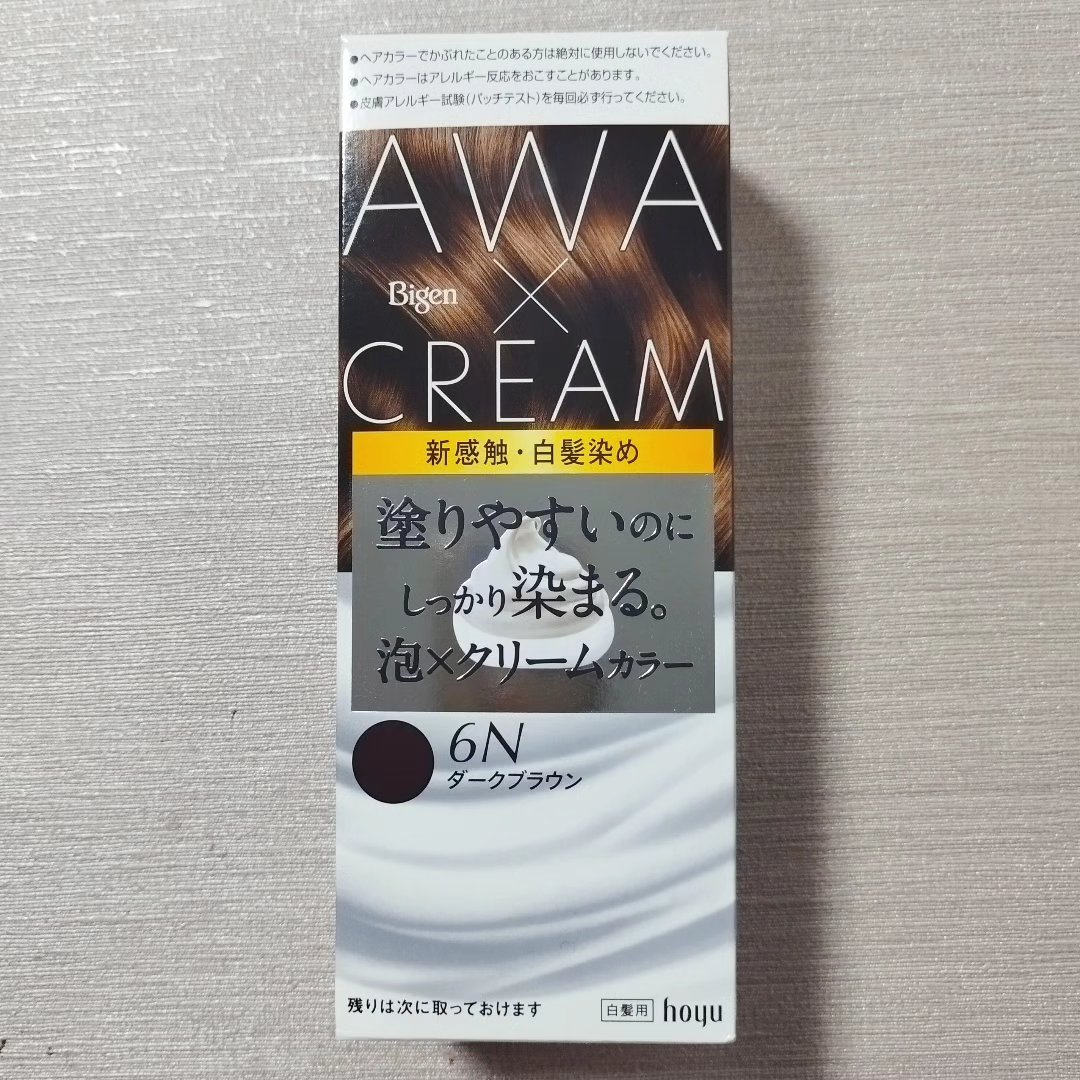 ●ヘアカラーでかぶれたことのある方は絶対に使用しないでください。
●ヘアカラーはアレルギー反応をおこすことがあります。
●皮膚アレルギー試験(パッチテスト)を毎回必ず行ってください。
AWA
Bigen ×
CREAM
新感触・白髪染め
塗りやすいのに
しっかり染まる。
泡×クリームカラー
6N
ダークブラウン
残りは次に取っておけます
白髪用 hoyu